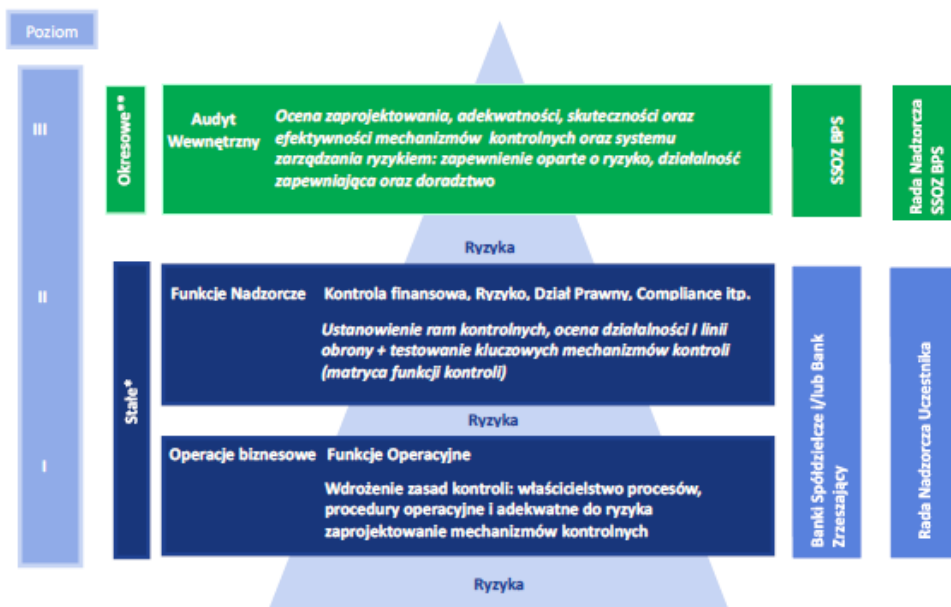 Poziom
III
II
I
Okresowe**
Audyt
Wewnętrzny
Ocena zaprojektowania, adekwatności, skuteczności oraz
efektywności mechanizmów kontrolnych oraz systemu
zarządzania ryzykiem: zapewnienie oparte o ryzyko, działalność
zapewniająca oraz doradztwo
SSOZ BPS
Rada Nadzorcza
SSOZ BPS
Ryzyka
Stałe*
Funkcje Nadzorcze
Kontrola finansowa, Ryzyko, Dział Prawny, Compliance itp.
Ustanowienie ram kontrolnych, ocena działalności I linii
obrony + testowanie kluczowych mechanizmów kontroli
(matryca funkcji kontroli)
Ryzyka
Operacje biznesowe
Funkcje Operacyjne
Wdrożenie zasad kontroli: właścicielstwo procesów,
procedury operacyjne i adekwatne do ryzyka
zaprojektowanie mechanizmów kontrolnych
Banki Spółdzielcze i/lub Bank
Zrzeszający
Rada Nadzorcza Uczestnika
Ryzyka